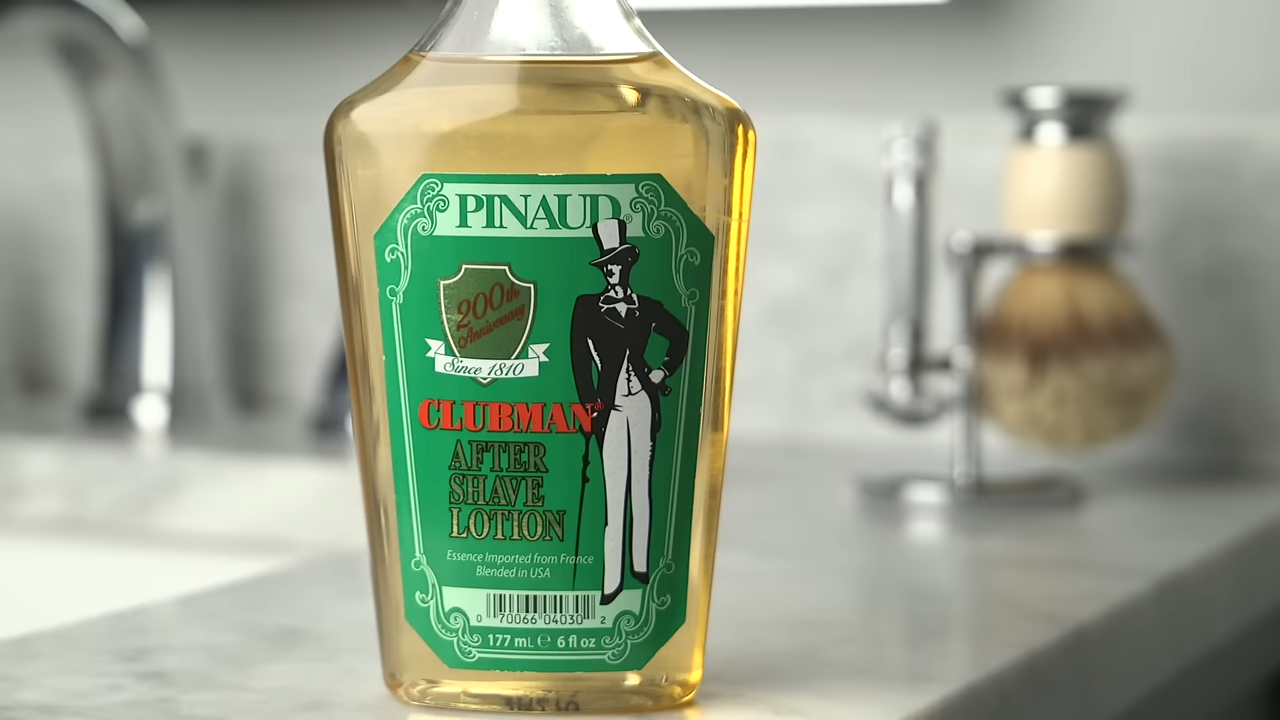 PINAUD®
200th
Anniversary
Since 1810
CLUBMAN®
AFTER
SHAVE
LOTION
Essence Imported from France
Blended in USA
0 70066 04030 2
177 mL ℮ 6 fl oz